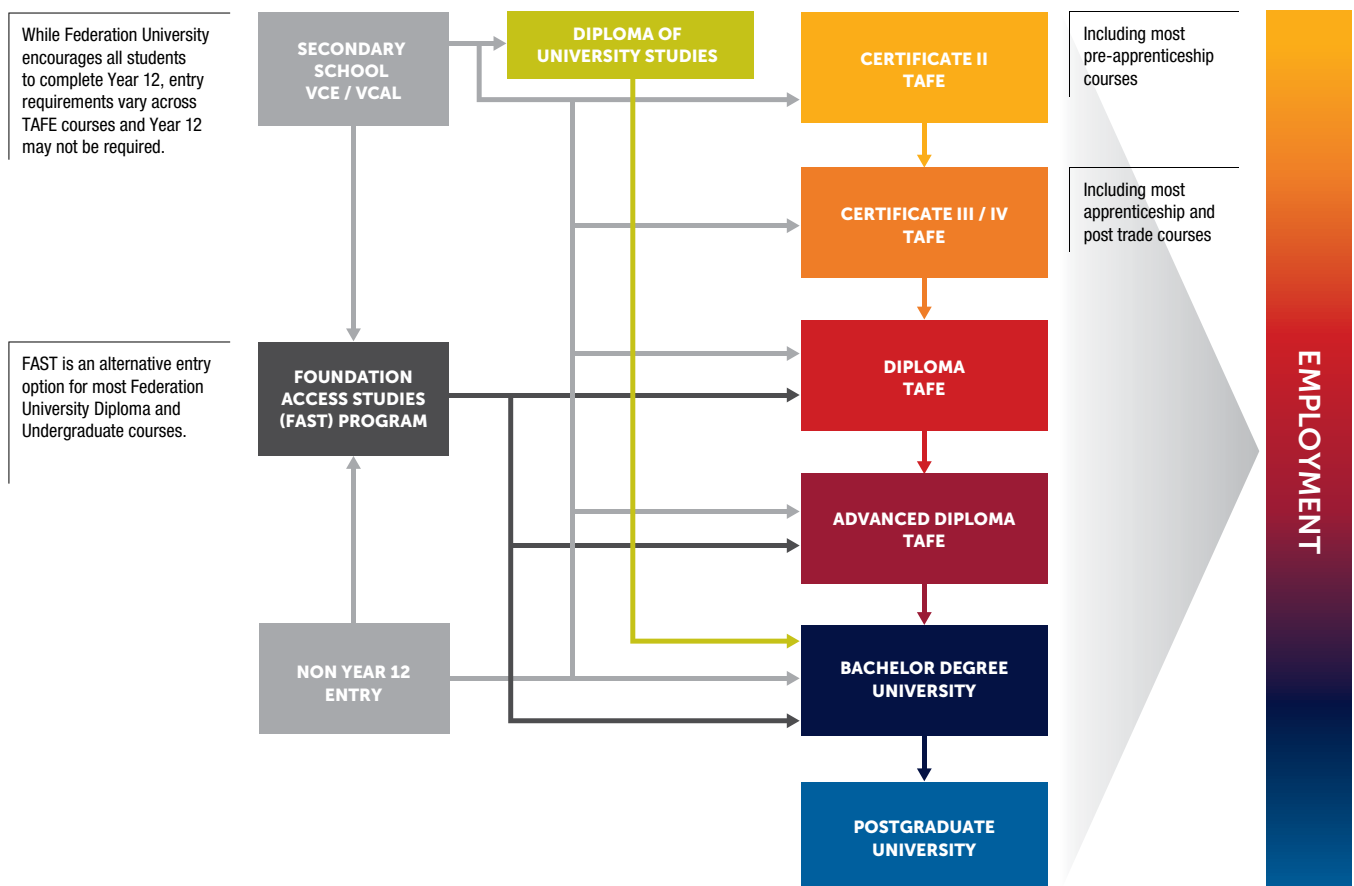 While Federation University
encourages all students
to complete Year 12, entry
requirements vary across
TAFE courses and Year 12
may not be required.
SECONDARY
SCHOOL
VCE / VCAL
DIPLOMA OF
UNIVERSITY STUDIES
CERTIFICATE II
TAFE
Including most
pre-apprenticeship
courses
CERTIFICATE III / IV
TAFE
Including most
apprenticeship and
post trade courses
FAST is an alternative entry
option for most Federation
University Diploma and
Undergraduate courses.
FOUNDATION
ACCESS STUDIES
(FAST) PROGRAM
DIPLOMA
TAFE
EMPLOYMENT
ADVANCED DIPLOMA
TAFE
NON YEAR 12
ENTRY
BACHELOR DEGREE
UNIVERSITY
POSTGRADUATE
UNIVERSITY